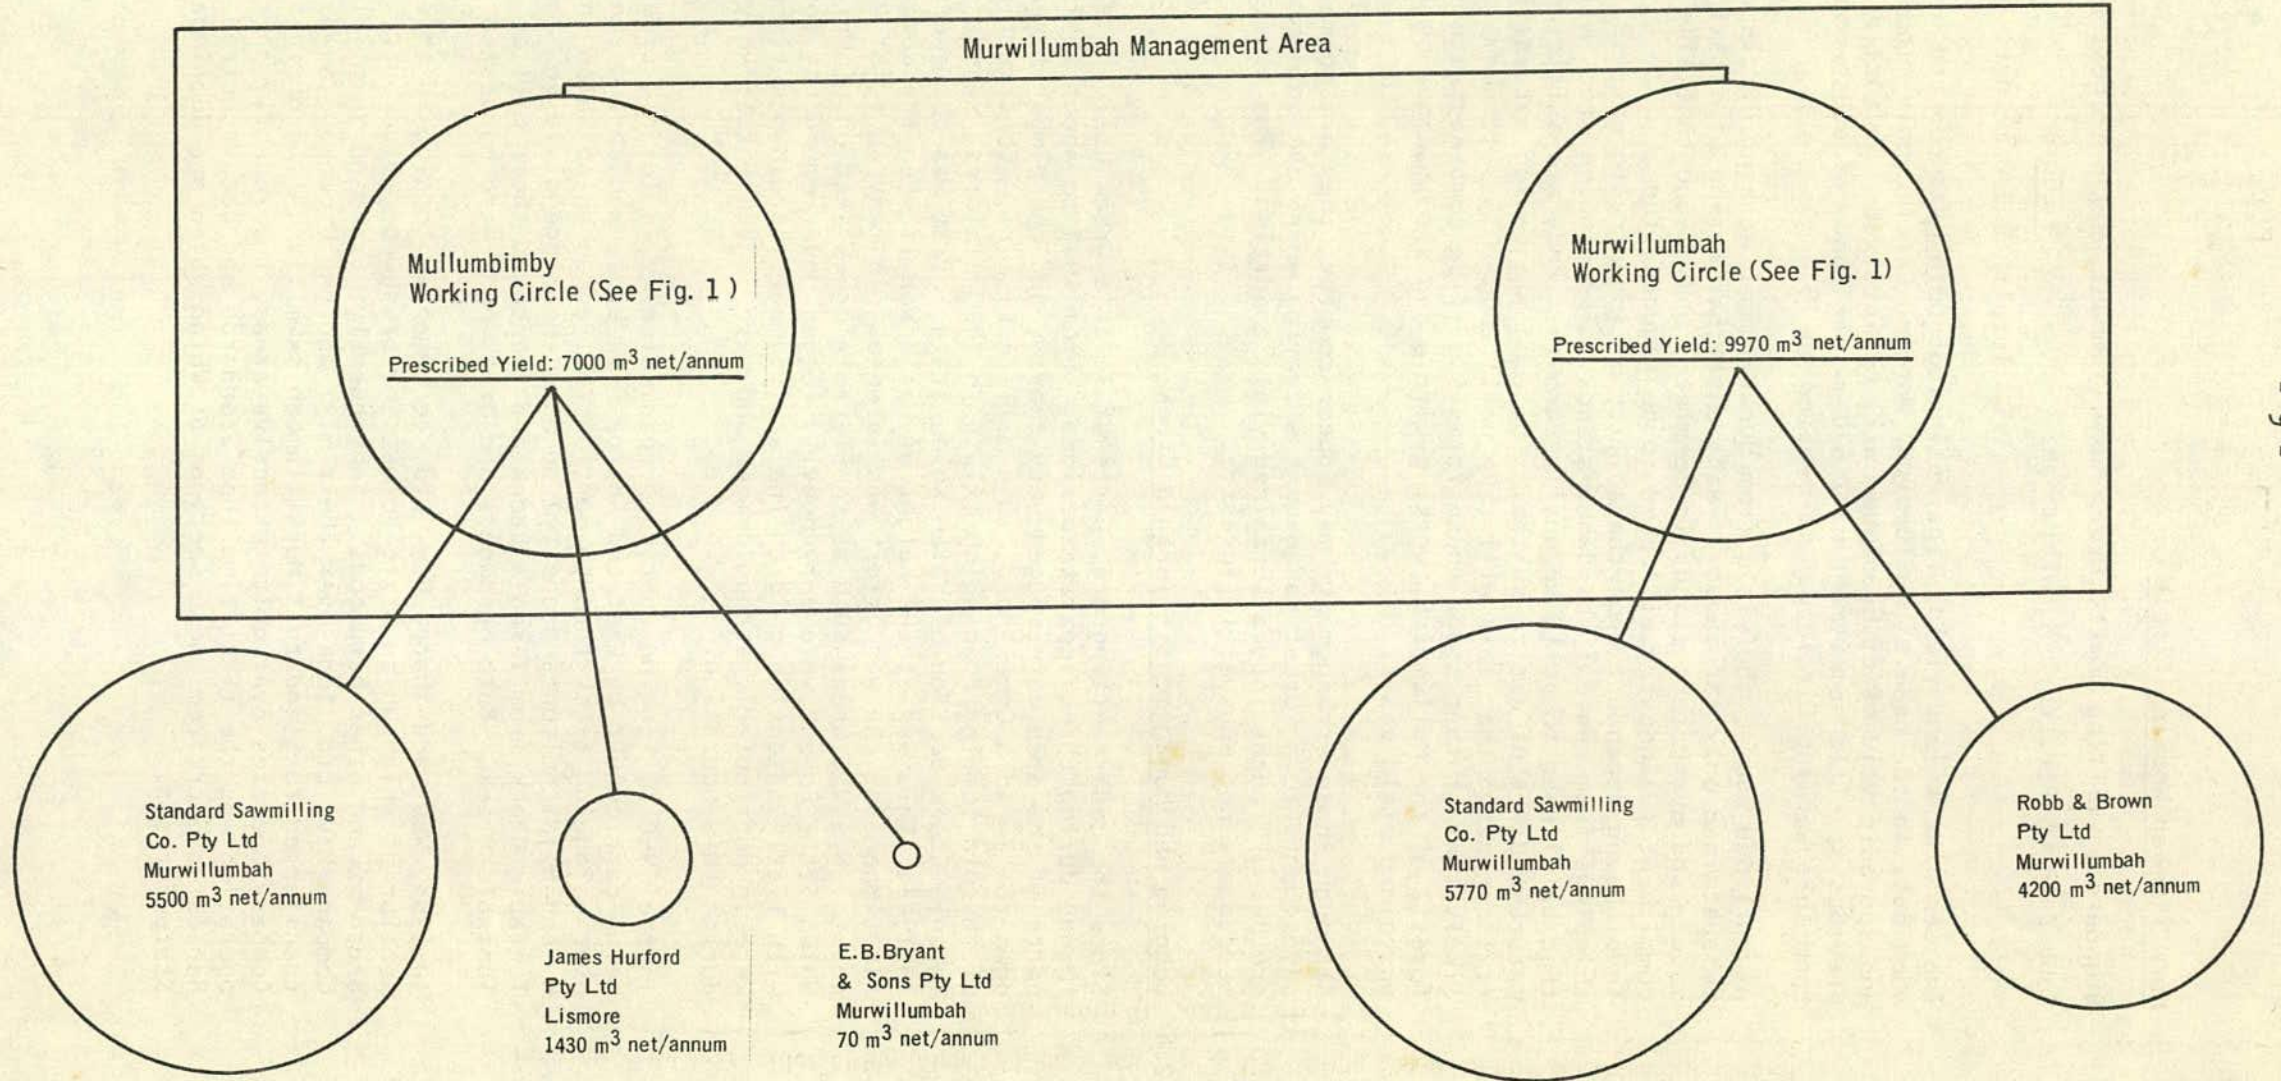 Murwillumbah Management Area
Mullumbimby
Working Circle (See Fig. 1)
Prescribed Yield: 7000 m³ net/annum
Murwillumbah
Working Circle (See Fig. 1)
Prescribed Yield: 9970 m³ net/annum
- 6 -
Standard Sawmilling
Co. Pty Ltd
Murwillumbah
5500 m³ net/annum
James Hurford
Pty Ltd
Lismore
1430 m³ net/annum
E.B.Bryant
& Sons Pty Ltd
Murwillumbah
70 m³ net/annum
Standard Sawmilling
Co. Pty Ltd
Murwillumbah
5770 m³ net/annum
Robb & Brown
Pty Ltd
Murwillumbah
4200 m³ net/annum